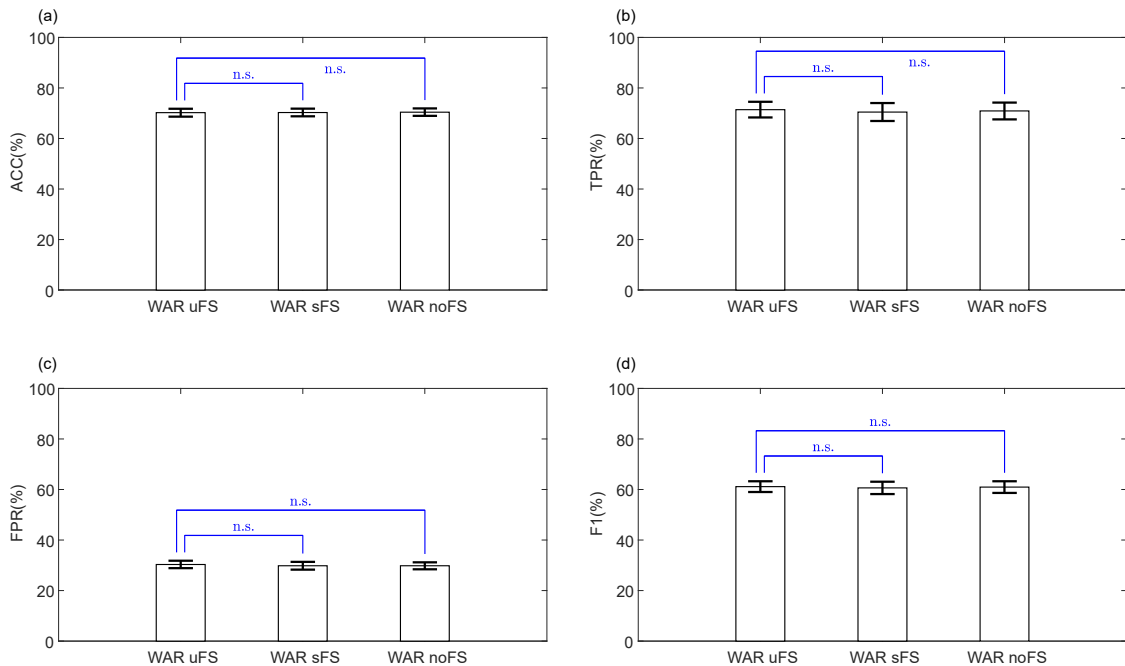 (a)
100
80
60
40
20
0
ACC(%)
n.s.
n.s.
WAR uFS
WAR sFS
WAR noFS
(b)
100
80
60
40
20
0
TPR(%)
n.s.
n.s.
WAR uFS
WAR sFS
WAR noFS
(c)
100
80
60
40
20
0
FPR(%)
n.s.
n.s.
WAR uFS
WAR sFS
WAR noFS
(d)
100
80
60
40
20
0
F1(%)
n.s.
n.s.
WAR uFS
WAR sFS
WAR noFS